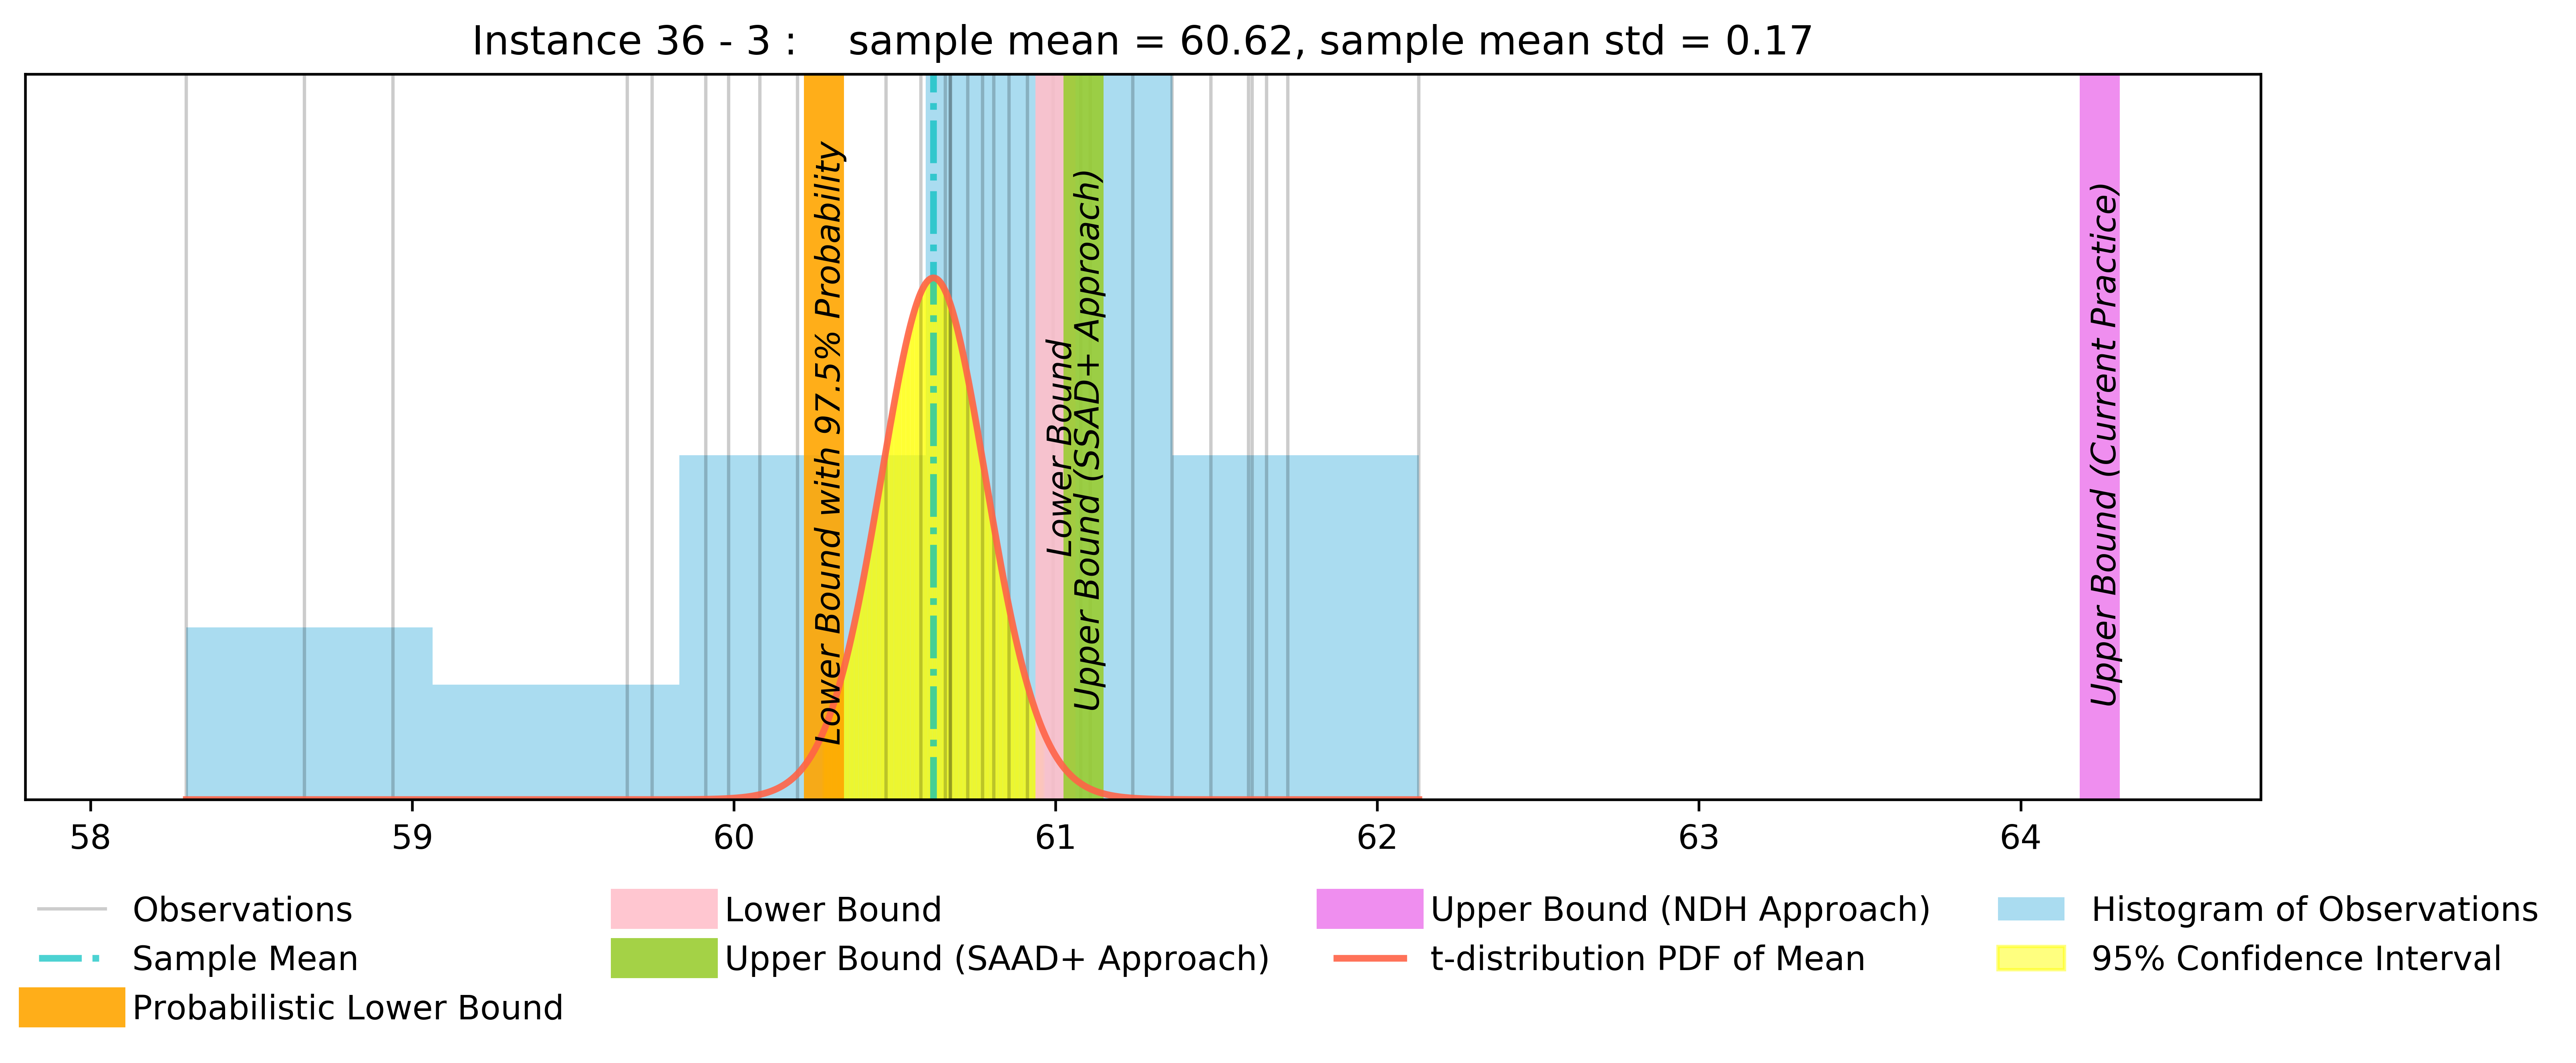 Instance 36 - 3 :    sample mean = 60.62, sample mean std = 0.17
Lower Bound with 97.5% Probability
Lower Bound
Upper Bound (SSAD+ Approach)
Upper Bound (Current Practice)
58 59 60 61 62 63 64
Observations
Sample Mean
Probabilistic Lower Bound
Lower Bound
Upper Bound (SAAD+ Approach)
Upper Bound (NDH Approach)
t-distribution PDF of Mean
Histogram of Observations
95% Confidence Interval